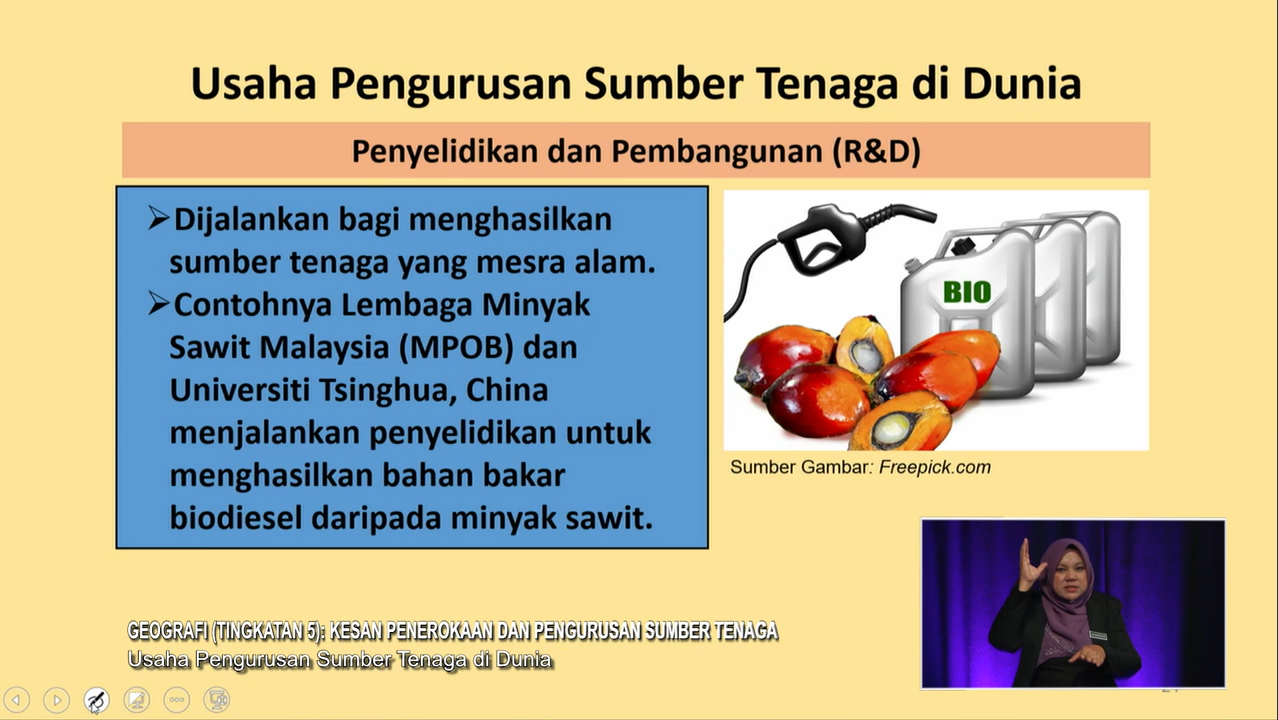 Usaha Pengurusan Sumber Tenaga di Dunia
Penyelidikan dan Pembangunan (R&D)
➢Dijalankan bagi menghasilkan
sumber tenaga yang mesra alam.
➢Contohnya Lembaga Minyak
Sawit Malaysia (MPOB) dan
Universiti Tsinghua, China
menjalankan penyelidikan untuk
menghasilkan bahan bakar
biodiesel daripada minyak sawit.
BIO
Sumber Gambar: Freepick.com
GEOGRAFI (TINGKATAN 5): KESAN PENEROKAAN DAN PENGURUSAN SUMBER TENAGA
Usaha Pengurusan Sumber Tenaga di Dunia